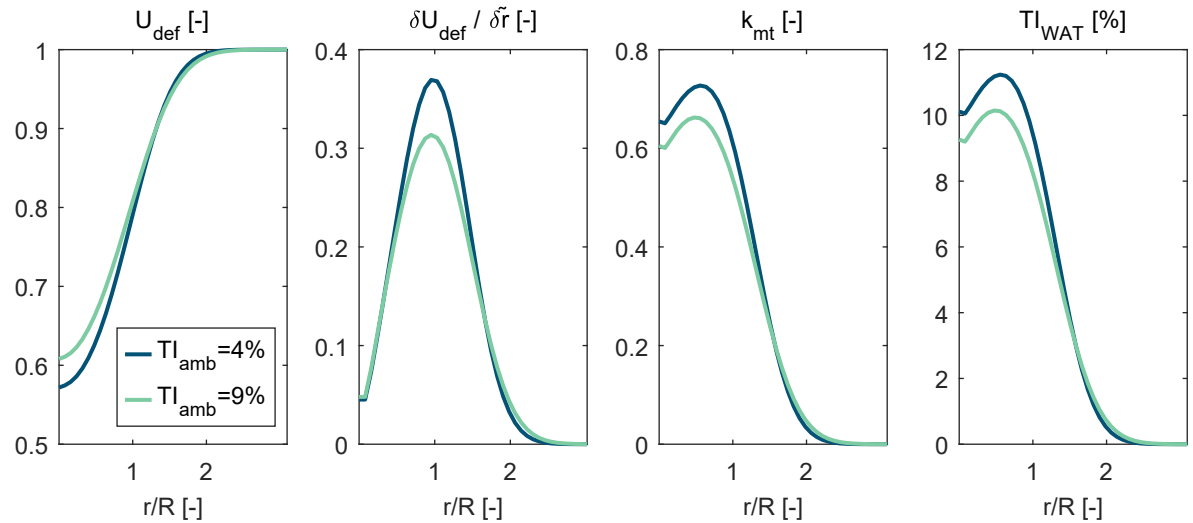 U_def [-]
1
0.9
0.8
0.7
0.6
0.5
TI_amb=4%
TI_amb=9%
1 2
r/R [-]
δU_def / δr̃ [-]
0.4
0.3
0.2
0.1
0
1 2
r/R [-]
k_mt [-]
0.8
0.6
0.4
0.2
0
1 2
r/R [-]
TI_WAT [%]
12
10
8
6
4
2
0
1 2
r/R [-]